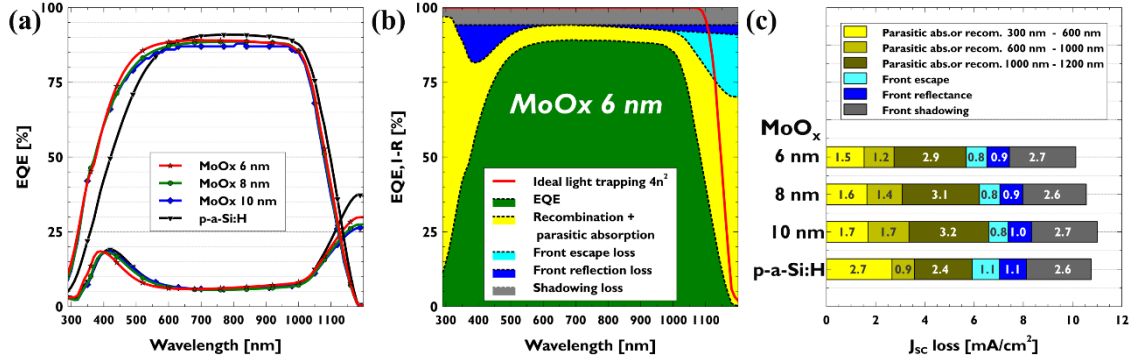 (a)
100
75
50
25
0
EQE [%]
MoOx 6 nm
MoOx 8 nm
MoOx 10 nm
p-a-Si:H
290 400 500 600 700 800 900 1000 1100
Wavelength [nm]
(b)
100
75
50
25
0
EQE, 1-R [%]
MoOx 6 nm
Ideal light trapping 4n²
EQE
Recombination +
parasitic absorption
Front escape loss
Front reflection loss
Shadowing loss
290 400 500 600 700 800 900 1000 1100
Wavelength [nm]
(c)
Parasitic abs.or recom. 300 nm - 600 nm
Parasitic abs.or recom. 600 nm - 1000 nm
Parasitic abs.or recom. 1000 nm - 1200 nm
Front escape
Front reflectance
Front shadowing
MoOₓ
6 nm 1.5 1.2 2.9 0.8 0.9 2.7
8 nm 1.6 1.4 3.1 0.8 0.9 2.6
10 nm 1.7 1.7 3.2 0.8 1.0 2.7
p-a-Si:H 2.7 0.9 2.4 1.1 1.1 2.6
0 2 4 6 8 10 12
JSC loss [mA/cm²]